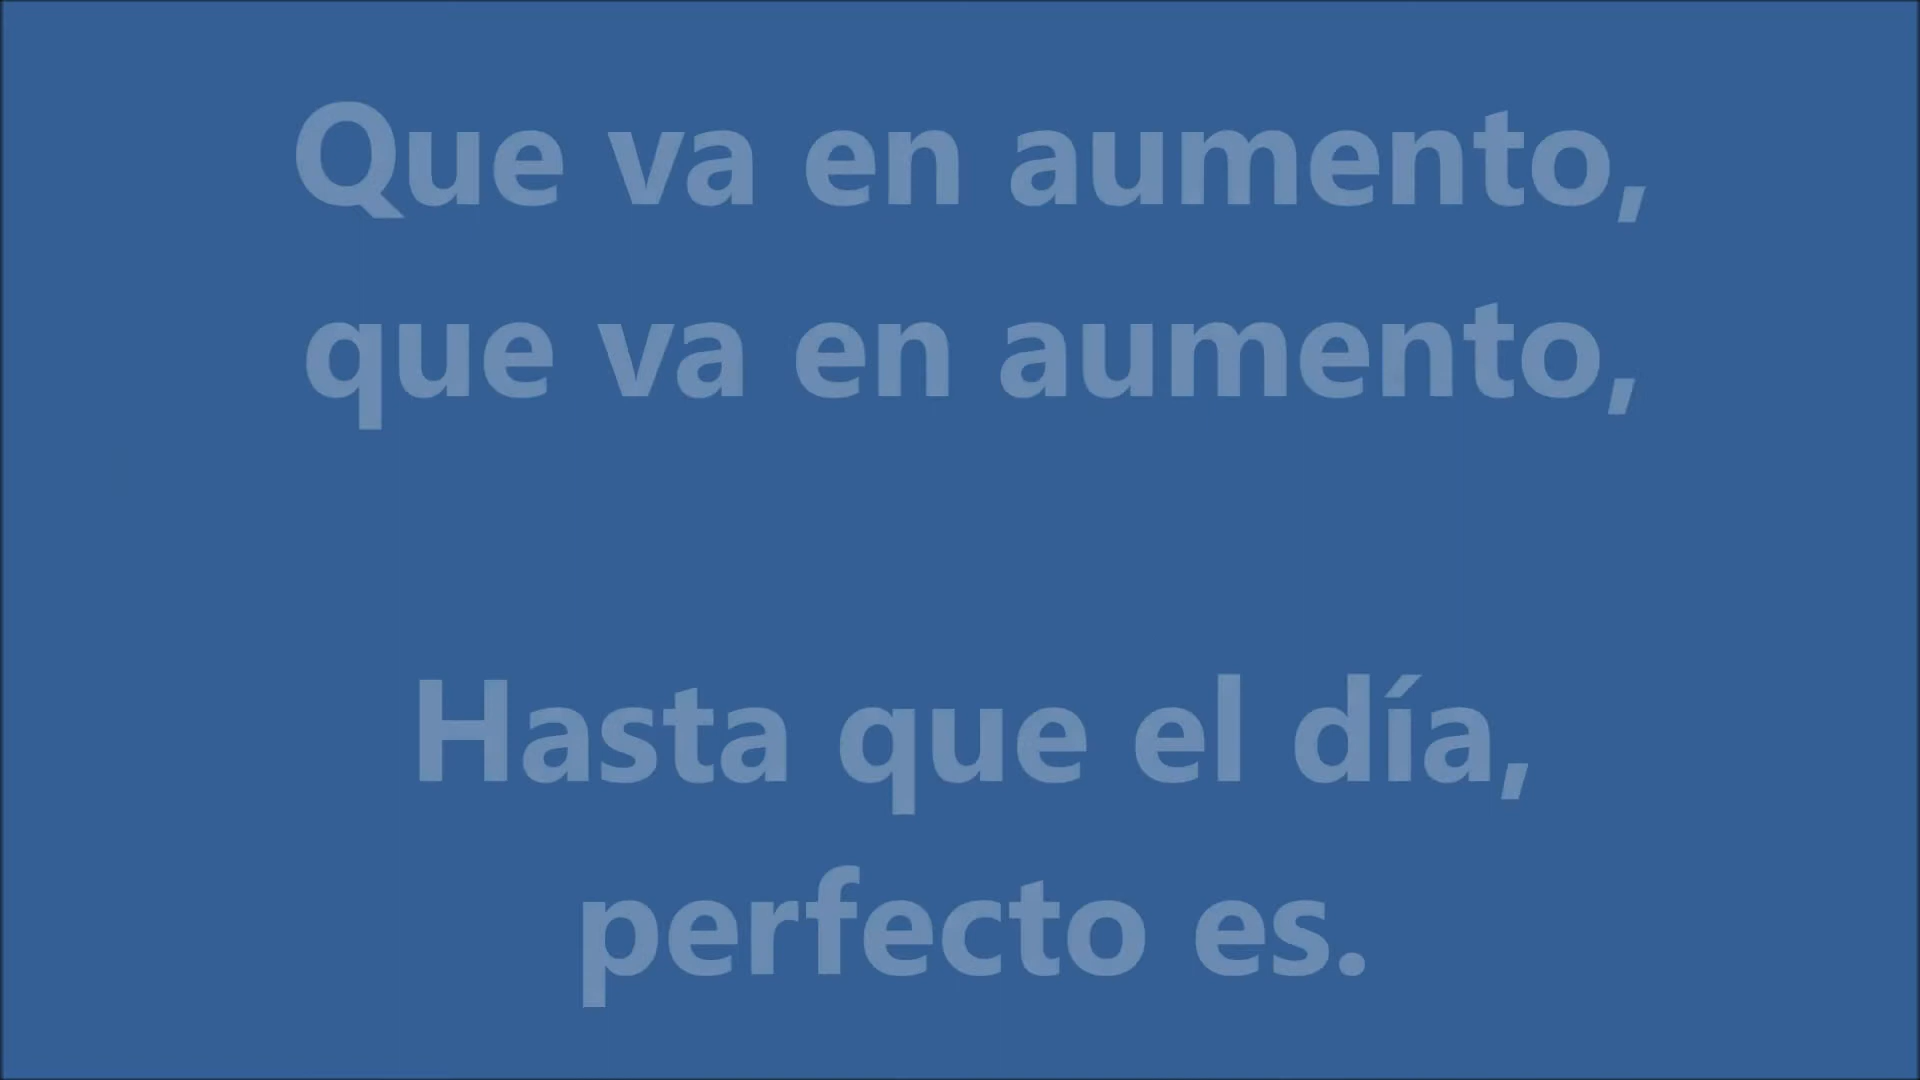 Que va en aumento,
que va en aumento,
Hasta que el día,
perfecto es.